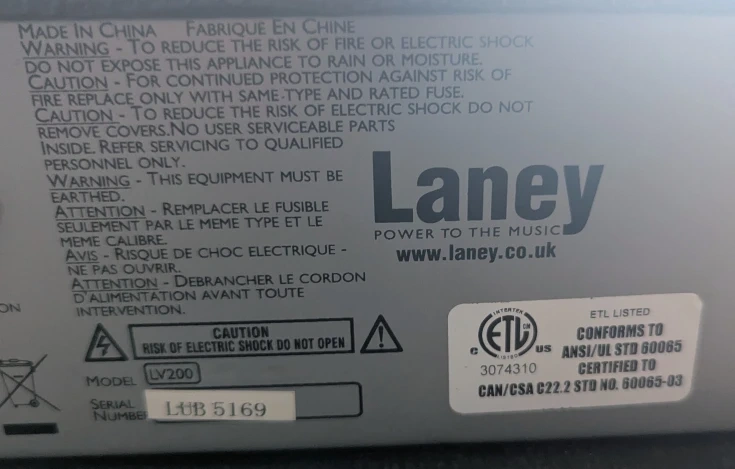 MADE IN CHINA FABRIQUE EN CHINE
WARNING - TO REDUCE THE RISK OF FIRE OR ELECTRIC SHOCK
DO NOT EXPOSE THIS APPLIANCE TO RAIN OR MOISTURE.
CAUTION - FOR CONTINUED PROTECTION AGAINST RISK OF
FIRE REPLACE ONLY WITH SAME TYPE AND RATED FUSE.
CAUTION - TO REDUCE THE RISK OF ELECTRIC SHOCK DO NOT
REMOVE COVERS.NO USER SERVICEABLE PARTS
INSIDE. REFER SERVICING TO QUALIFIED
PERSONNEL ONLY.
WARNING - THIS EQUIPMENT MUST BE
EARTHED.
ATTENTION - REMPLACER LE FUSIBLE
SEULEMENT PAR LE MEME TYPE ET LE
MEME CALIBRE.
AVIS - RISQUE DE CHOC ELECTRIQUE -
NE PAS OUVRIR.
ATTENTION - DEBRANCHER LE CORDON
D'ALIMENTATION AVANT TOUTE
INTERVENTION.
ON
CAUTION
RISK OF ELECTRIC SHOCK DO NOT OPEN
MODEL LV200
SERIAL
NUMBER
LUB 5169
Laney
POWER TO THE MUSIC
www.laney.co.uk
INTERTEK
ETL CM
LISTED
C US
3074310
ETL LISTED
CONFORMS TO
ANSI/UL STD 60065
CERTIFIED TO
CAN/CSA C22.2 STD NO. 60065-03